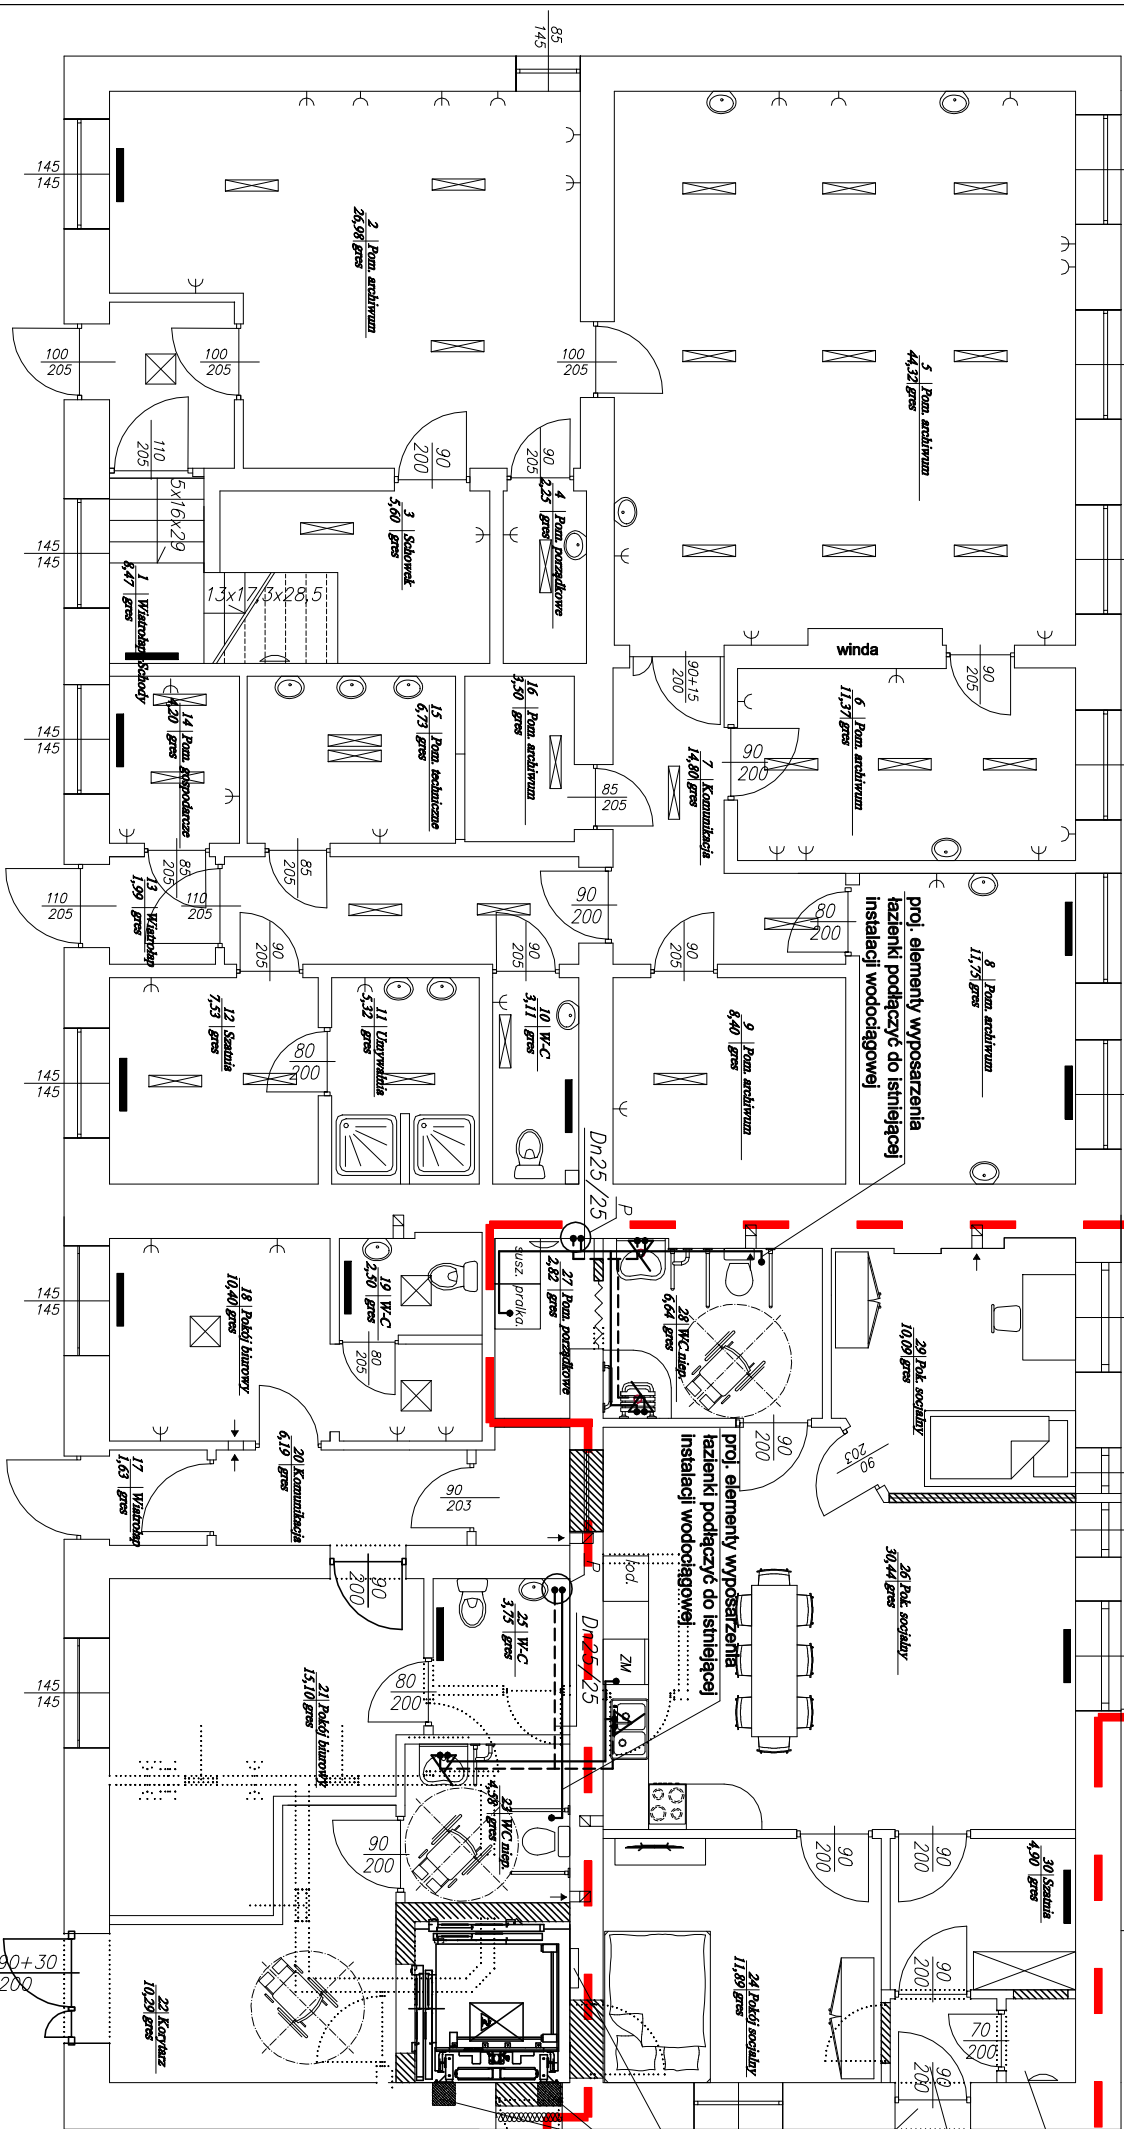 85
145
145
145
2 Pom. archiwum
26,98 gres
5 Pom. archiwum
44,32 gres
100
205
100
205
100
205
110
205
90
200
90
205
5x16x29
3 Schowek
5,60 gres
4 Pom. porządkowe
2,25 gres
145
145
1 Wiatrołap+Schody
8,47 gres
13x17,3x28,5
winda
90+15
200
90
205
6 Pom. archiwum
11,37 gres
16 Pom. archiwum
3,50 gres
15 Pom. techniczne
6,73 gres
14 Pom. gospodarcze
4,20 gres
145
145
7 Komunikacja
14,80 gres
90
200
85
205
85
205
85
205
110
205
110
205
13 Wiatrołap
1,99 gres
90
200
80
200
90
205
90
205
90
205
proj. elementy wyposarzenia
łazienki podłączyć do istniejącej
instalacji wodociągowej
8 Pom. archiwum
11,75 gres
9 Pom. archiwum
8,40 gres
10 W-C
3,11 gres
11 Umywalnia
5,32 gres
12 Szatnia
7,53 gres
80
200
145
145
Dn25/25
P
susz. pralka.
27 Pom. porządkowe
2,82 gres
28 WC niep.
6,64 gres
29 Pok. socjalny
10,09 gres
19 W-C
2,50 gres
18 Pokój biurowy
10,40 gres
145
145
80
205
90
200
90
203
20 Komunikacja
6,19 gres
17 Wiatrołap
1,63 gres
90
203
proj. elementy wyposarzenia
łazienki podłączyć do istniejącej
instalacji wodociągowej
26 Pok. socjalny
30,44 gres
90
200
P
lod.
ZM
Dn25/25
25 W-C
3,75 gres
80
200
21 Pokój biurowy
15,10 gres
145
145
23 WC niep.
4,58 gres
90
200
90
200
90
200
30 Szatnia
4,90 gres
24 Pokój socjalny
11,89 gres
90
200
70
200
90
200
90+30
200
22 Korytarz
10,29 gres